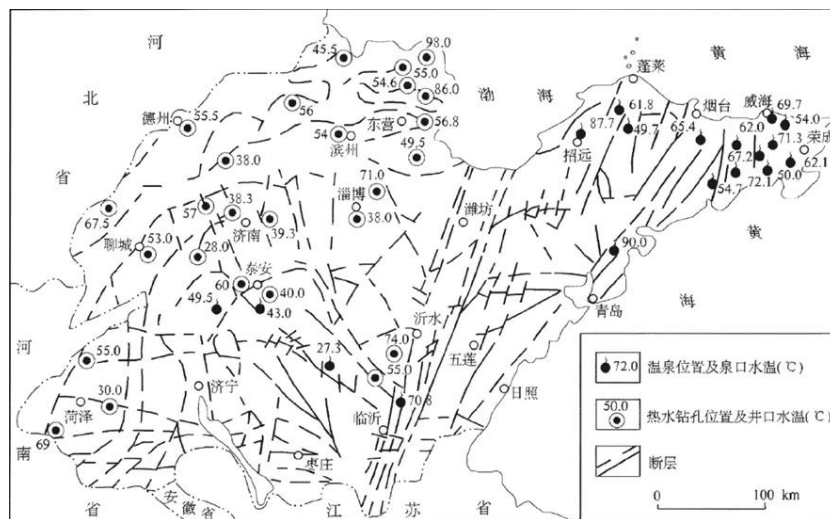 河
黄
海
45.5
98.0
蓬莱
55.0
北
54.6
渤
海
86.0
德州
55.5
56
61.8
烟台
威海
69.7
东营
56.8
87.7
65.4
62.0
54.0
54
滨州
49.7
71.3
荣成
38.0
49.5
招远
67.2
62.1
省
71.0
54.7
72.1
50.0
57
38.3
淄博
潍坊
67.5
38.0
黄
济南
39.3
聊城
53.0
28.0
90.0
泰安
60
40.0
海
49.5
43.0
沂水
青岛
74.0
河
27.3
五莲
55.0
55.0
72.0
温泉位置及泉口水温(℃)
30.0
济宁
日照
菏泽
70.8
50.0
热水钻孔位置及井口水温(℃)
临沂
69
南
断层
枣庄
0
100 km
省
安徽省
江
苏
省